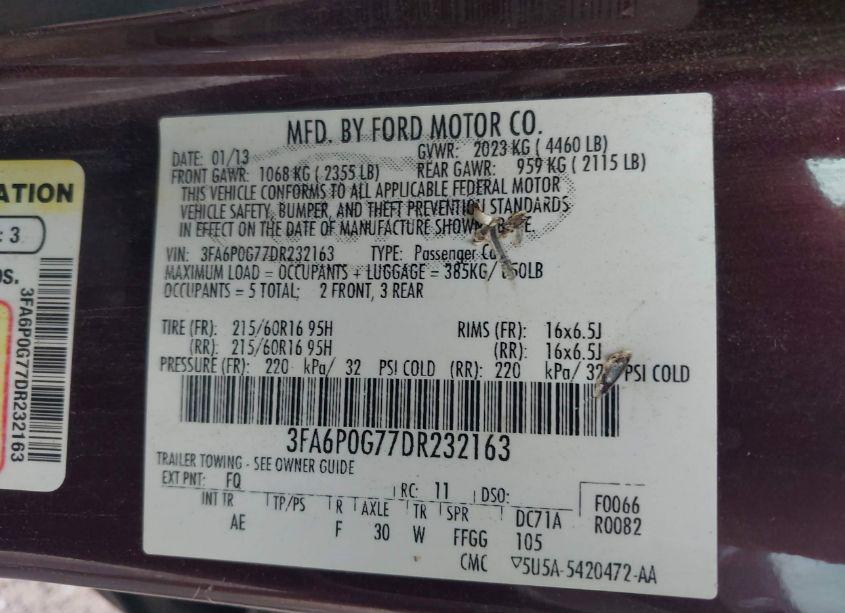 ATION
: 3
3FA6P0G77DR232163
MFD. BY FORD MOTOR CO.
DATE: 01/13
GVWR: 2023 KG ( 4460 LB)
FRONT GAWR: 1068 KG ( 2355 LB)
REAR GAWR: 959 KG ( 2115 LB)
THIS VEHICLE CONFORMS TO ALL APPLICABLE FEDERAL MOTOR
VEHICLE SAFETY, BUMPER, AND THEFT PREVENTION STANDARDS
IN EFFECT ON THE DATE OF MANUFACTURE SHOWN
VIN: 3FA6P0G77DR232163 TYPE: Passenger
MAXIMUM LOAD = OCCUPANTS + LUGGAGE = 385KG/ 50LB
OCCUPANTS = 5 TOTAL: 2 FRONT, 3 REAR
TIRE (FR): 215/60R16 95H RIMS (FR): 16x6.5J
(RR): 215/60R16 95H (RR): 16x6.5J
PRESSURE (FR): 220 kPa/ 32 PSI COLD (RR): 220 kPa/ 32 PSI COLD
3FA6P0G77DR232163
TRAILER TOWING - SEE OWNER GUIDE
EXT PNT: FQ RC: 11 DSO: F0066
R0082
INT TR TP/PS R AXLE TR SPR DC71A
AE F 30 W FFGG 105
CMC ▽5U5A-5420472-AA